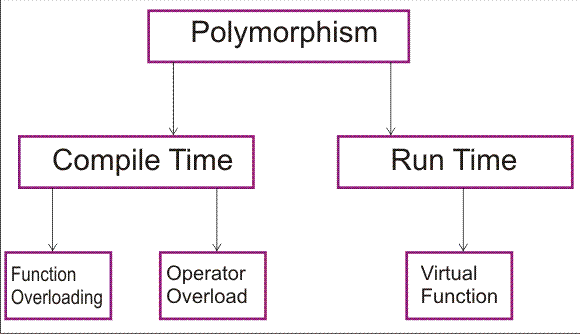 Polymorphism
Compile Time
Run Time
Function
Overloading
Operator
Overload
Virtual
Function